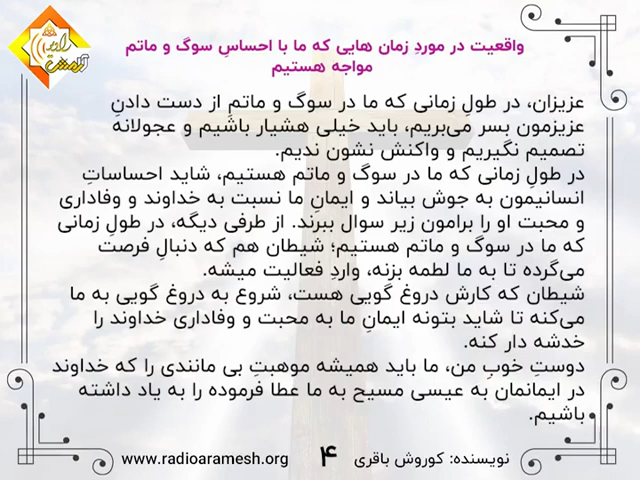 رادیو
آرامش
واقعیت در موردِ زمان هایی که ما با احساسِ سوگ و ماتم
مواجه هستیم
عزیزان، در طولِ زمانی که ما در سوگ و ماتمِ از دست دادنِ
عزیزمون بسر می‌بریم، باید خیلی هشیار باشیم و عجولانه
تصمیم نگیریم و واکنش نشون ندیم.
در طولِ زمانی که ما در سوگ و ماتم هستیم، شاید احساساتِ
انسانیمون به جوش بیاند و ایمانِ ما نسبت به خداوند و وفاداری
و محبت او را برامون زیر سوال ببرند. از طرفی دیگه، در طولِ زمانی
که ما در سوگ و ماتم هستیم؛ شیطان هم که دنبالِ فرصت
می‌گرده تا به ما لطمه بزنه، واردِ فعالیت میشه.
شیطان که کارش دروغ گویی هست، شروع به دروغ گویی به ما
می‌کنه تا شاید بتونه ایمانِ ما به محبت و وفاداری خداوند را
خدشه دار کنه.
دوستِ خوبِ من، ما باید همیشه موهبتِ بی مانندی را که خداوند
در ایمانمان به عیسی مسیح به ما عطا فرموده را به یاد داشته
باشیم.
نویسنده: کوروش باقری ۴ www.radioaramesh.org